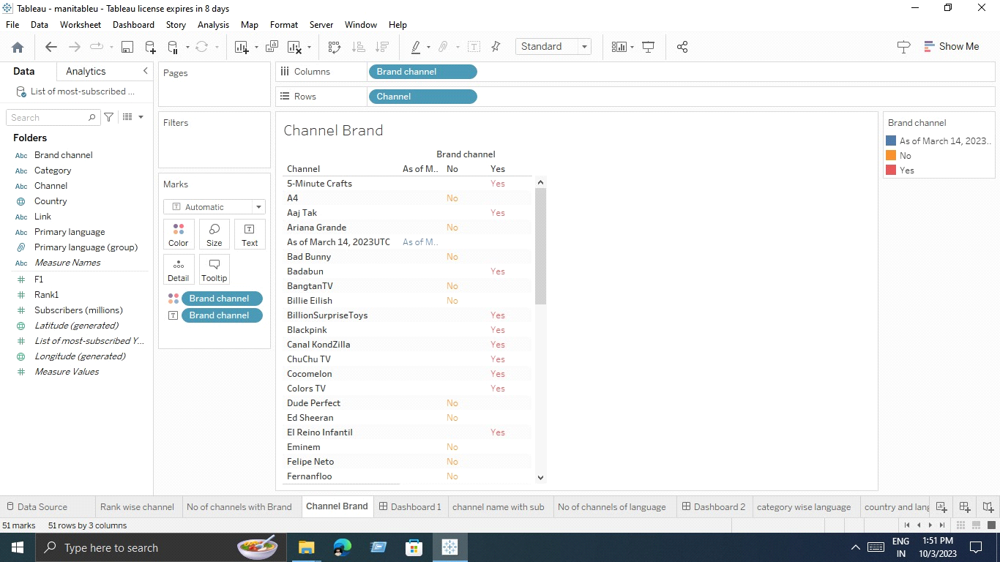 Tableau - manitableu - Tableau license expires in 8 days
File Data Worksheet Dashboard Story Analysis Map Format Server Window Help
Standard
Show Me
Data
Analytics
List of most-subscribed ...
Search
Folders
Abc Brand channel
Abc Category
Abc Channel
Country
Abc Link
Abc Primary language
Primary language (group)
Abc Measure Names
# F1
# Rank1
# Subscribers (millions)
Latitude (generated)
# List of most-subscribed Y...
Longitude (generated)
# Measure Values
Pages
Filters
Marks
T Automatic
Color
Size
T Text
Detail
Tooltip
Brand channel
T Brand channel
Columns Brand channel
Rows Channel
Channel Brand
Brand channel
Channel As of M.. No Yes
5-Minute Crafts Yes
A4 No
Aaj Tak Yes
Ariana Grande No
As of March 14, 2023UTC As of M..
Bad Bunny No
Badabun Yes
BangtanTV No
Billie Eilish No
BillionSurpriseToys Yes
Blackpink Yes
Canal KondZilla Yes
ChuChu TV Yes
Cocomelon Yes
Colors TV Yes
Dude Perfect No
Ed Sheeran No
El Reino Infantil Yes
Eminem No
Felipe Neto No
Fernanfloo No
Brand channel
As of March 14, 2023..
No
Yes
Data Source Rank wise channel No of channels with Brand Channel Brand Dashboard 1 channel name with sub No of channels of language Dashboard 2 category wise language country and lang
51 marks 51 rows by 3 columns
Type here to search
ENG
IN
1:51 PM
10/3/2023